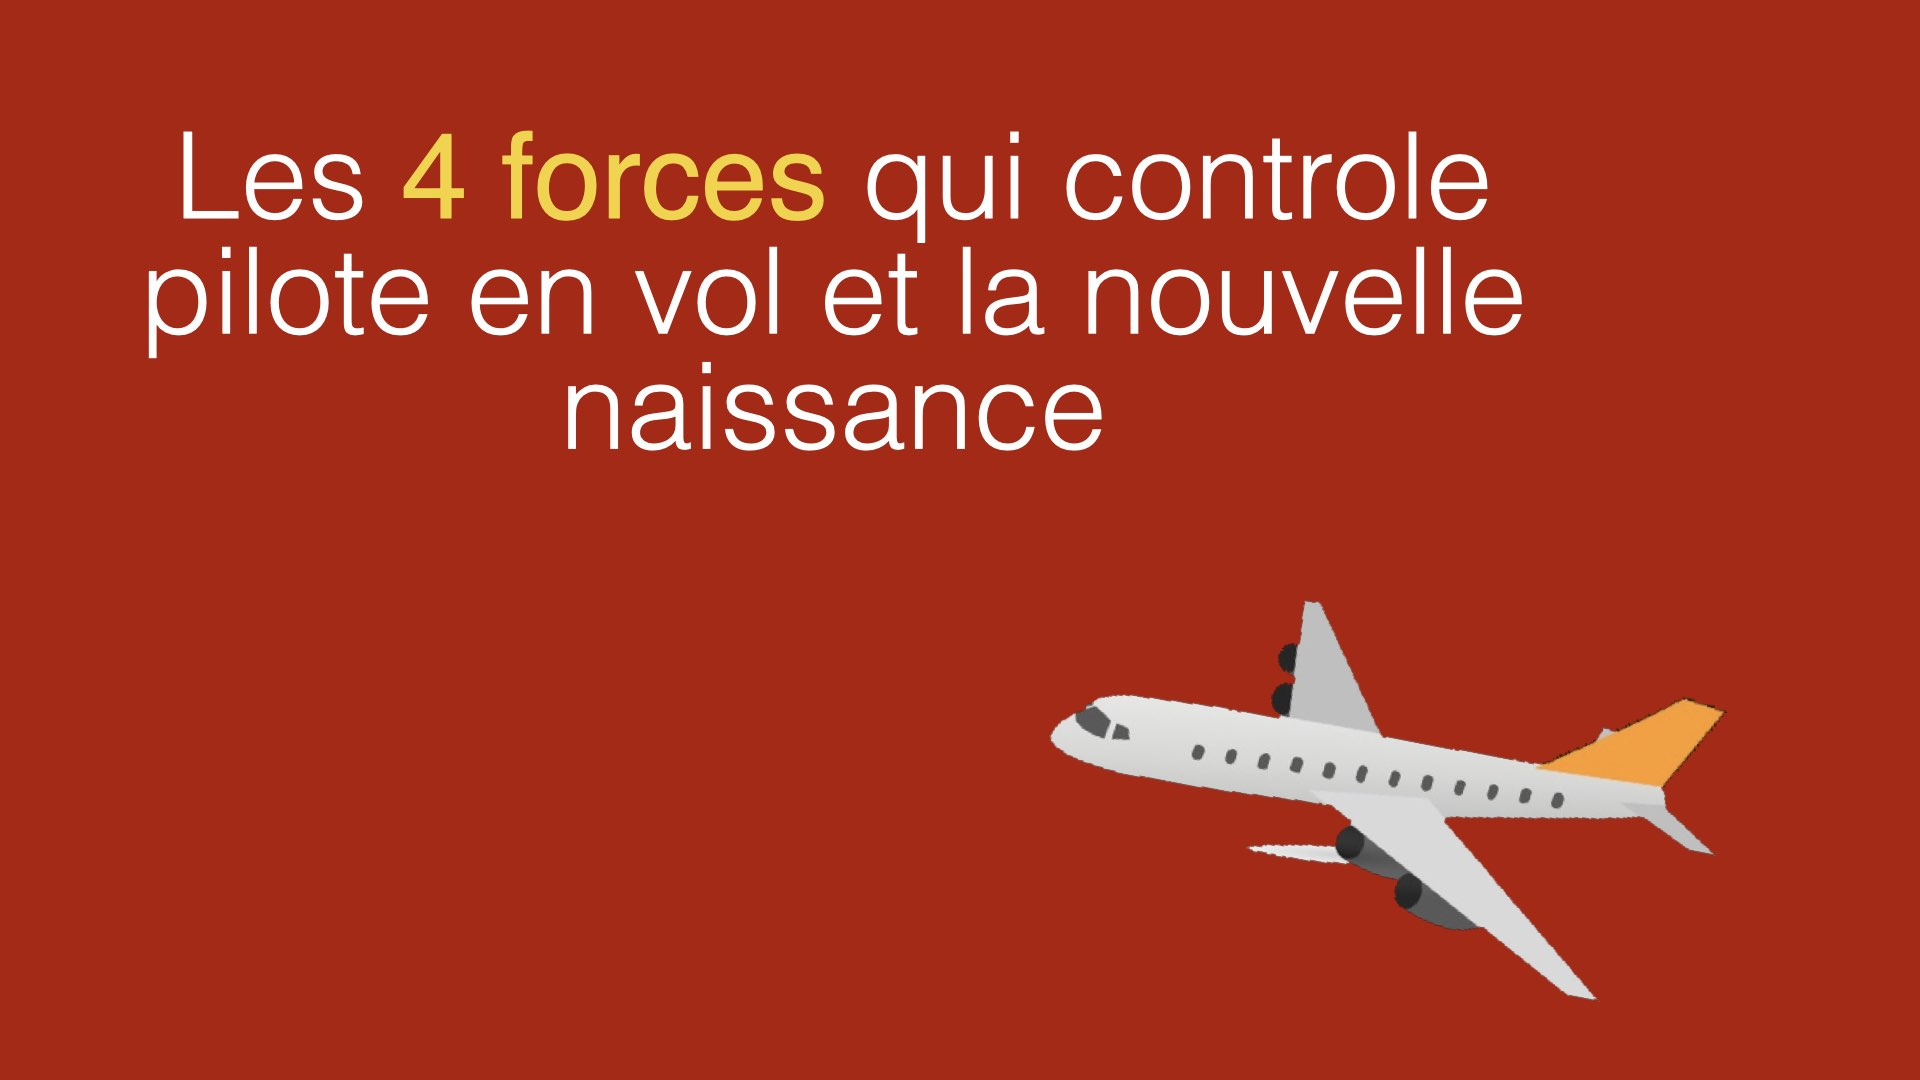 Les 4 forces qui controle
pilote en vol et la nouvelle
naissance